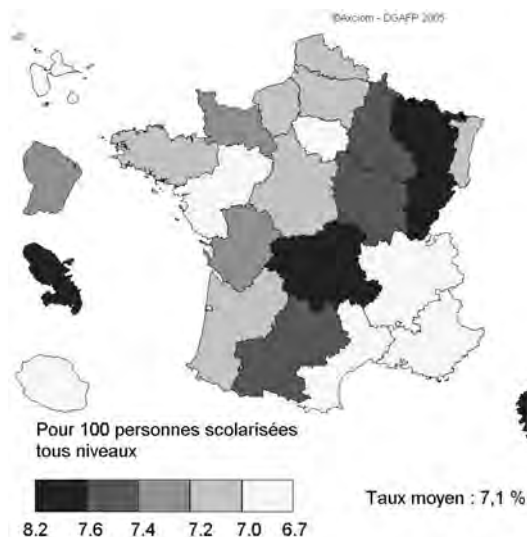 ©Axciom - DGAFP 2005
Pour 100 personnes scolarisées
tous niveaux
8.2 7.6 7.4 7.2 7.0 6.7
Taux moyen : 7,1 %